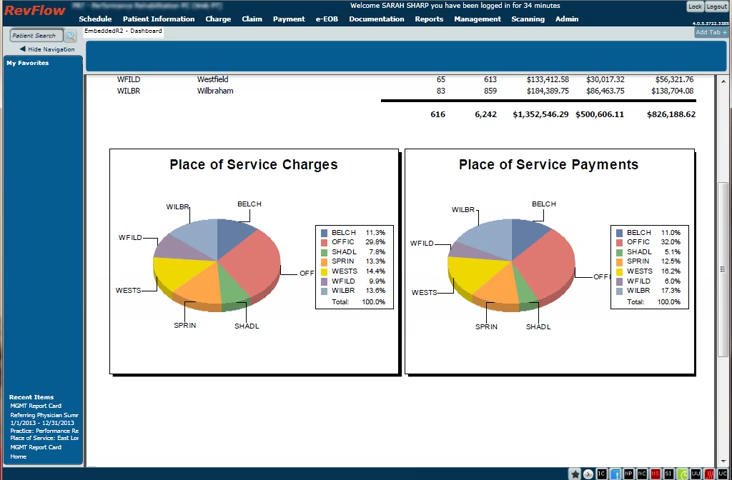 RevFlow
Welcome SARAH SHARP you have been logged in for 34 minutes
Lock Logout
Schedule Patient Information Charge Claim Payment e-EOB Documentation Reports Management Scanning Admin
Patient Search
EmbeddedR2 - Dashboard
Add Tab +
Hide Navigation
My Favorites
WFILD Westfield 65 613 $133,412.58 $30,017.32 $56,321.76
WILBR Wilbraham 83 859 $184,389.75 $86,463.75 $138,704.08
616 6,242 $1,352,546.29 $500,606.11 $826,188.62
Place of Service Charges
BELCH
WILBR
WFILD
OFF
WESTS
SPRIN
SHADL
BELCH 11.3%
OFFIC 29.8%
SHADL 7.8%
SPRIN 13.3%
WESTS 14.4%
WFILD 9.9%
WILBR 13.6%
Total: 100.0%
Place of Service Payments
BELCH
WILBR
WFILD
OFFI
WESTS
SPRIN
SHADL
BELCH 11.0%
OFFIC 32.0%
SHADL 5.1%
SPRIN 12.5%
WESTS 16.2%
WFILD 6.0%
WILBR 17.3%
Total: 100.0%
Recent Items
MGMT Report Card
Referring Physician Summ
1/1/2013 - 12/31/2013
Practice: Performance Re
Place of Service: East Lon
MGMT Report Card
Home